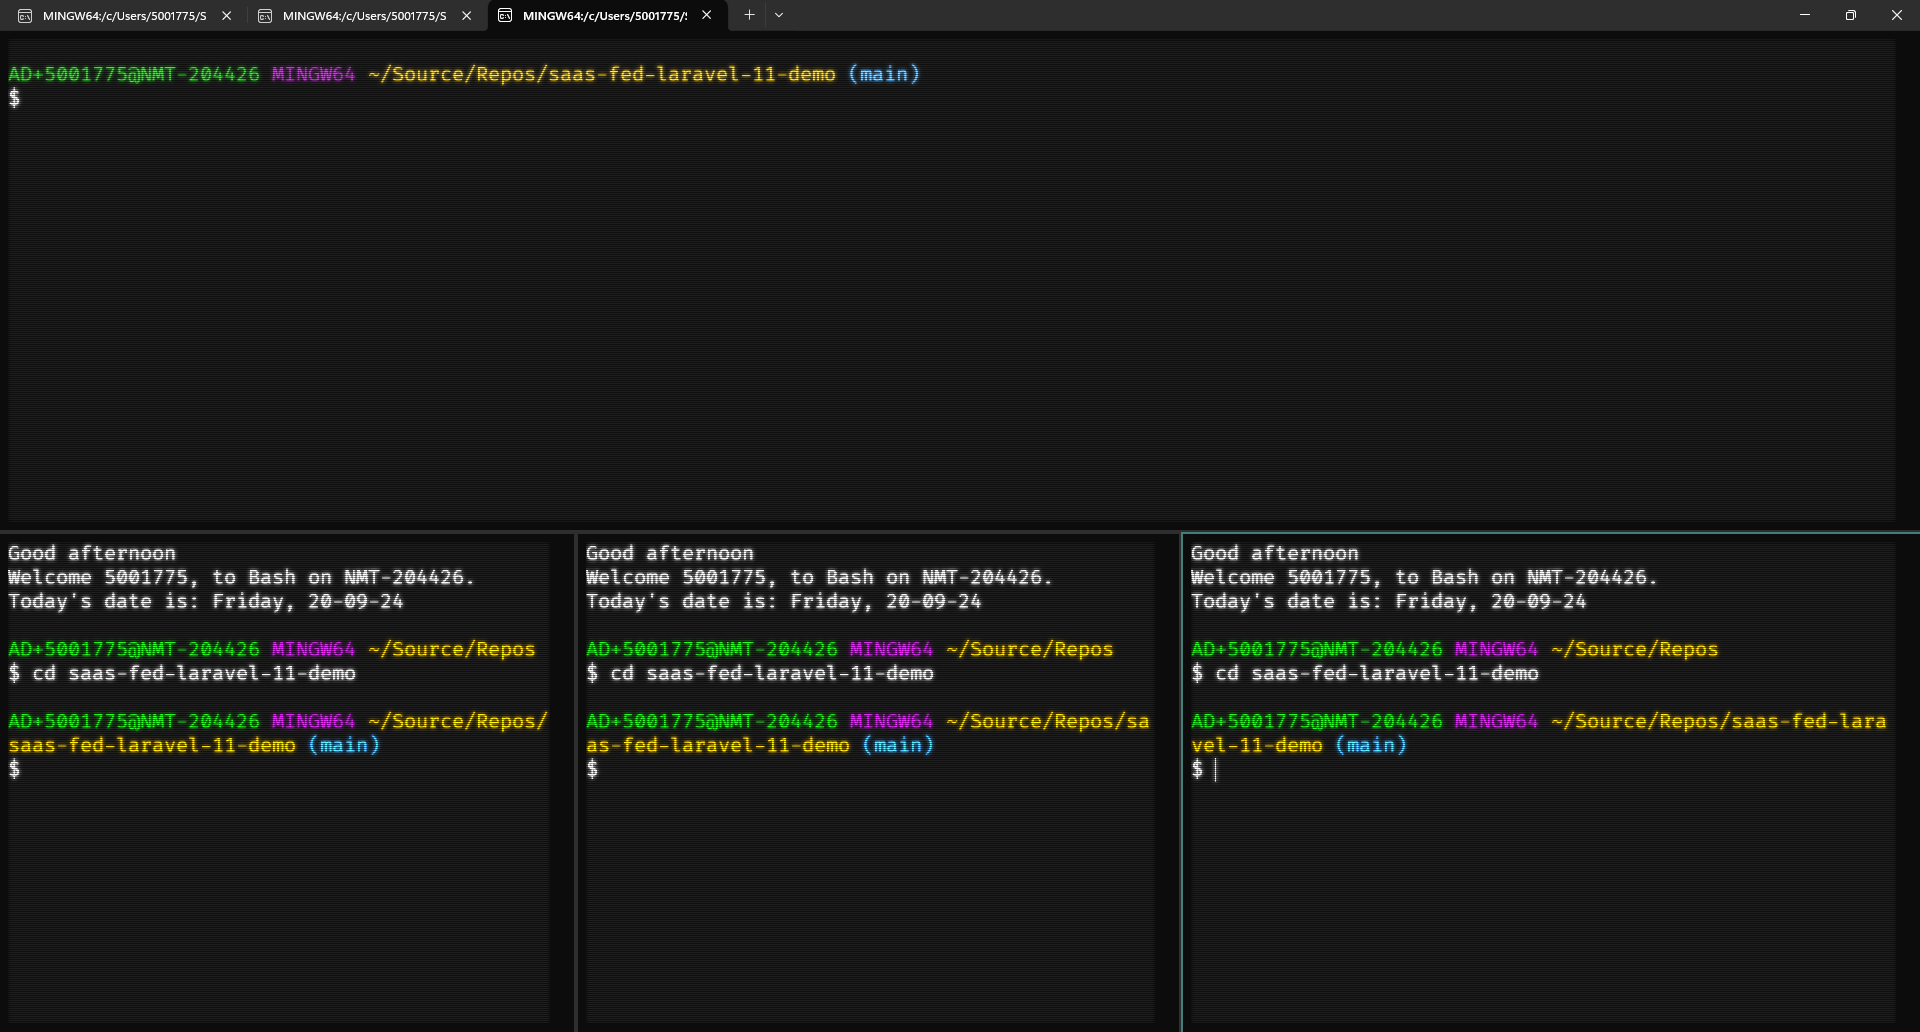 MINGW64:/c/Users/5001775/S
MINGW64:/c/Users/5001775/S
MINGW64:/c/Users/5001775/S
AD+5001775@NMT-204426 MINGW64 ~/Source/Repos/saas-fed-laravel-11-demo (main)
$
Good afternoon
Welcome 5001775, to Bash on NMT-204426.
Today's date is: Friday, 20-09-24
AD+5001775@NMT-204426 MINGW64 ~/Source/Repos
$ cd saas-fed-laravel-11-demo
AD+5001775@NMT-204426 MINGW64 ~/Source/Repos/
saas-fed-laravel-11-demo (main)
$
Good afternoon
Welcome 5001775, to Bash on NMT-204426.
Today's date is: Friday, 20-09-24
AD+5001775@NMT-204426 MINGW64 ~/Source/Repos
$ cd saas-fed-laravel-11-demo
AD+5001775@NMT-204426 MINGW64 ~/Source/Repos/sa
as-fed-laravel-11-demo (main)
$
Good afternoon
Welcome 5001775, to Bash on NMT-204426.
Today's date is: Friday, 20-09-24
AD+5001775@NMT-204426 MINGW64 ~/Source/Repos
$ cd saas-fed-laravel-11-demo
AD+5001775@NMT-204426 MINGW64 ~/Source/Repos/saas-fed-lara
vel-11-demo (main)
$